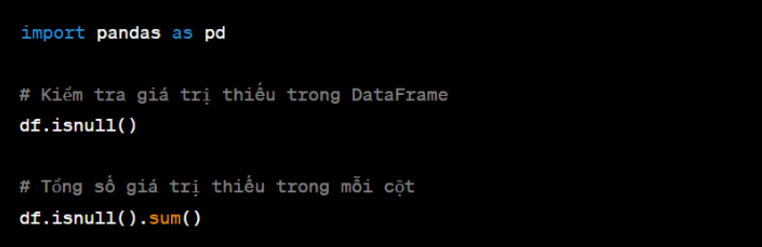 import pandas as pd
# Kiểm tra giá trị thiếu trong DataFrame
df.isnull()
# Tổng số giá trị thiếu trong mỗi cột
df.isnull().sum()